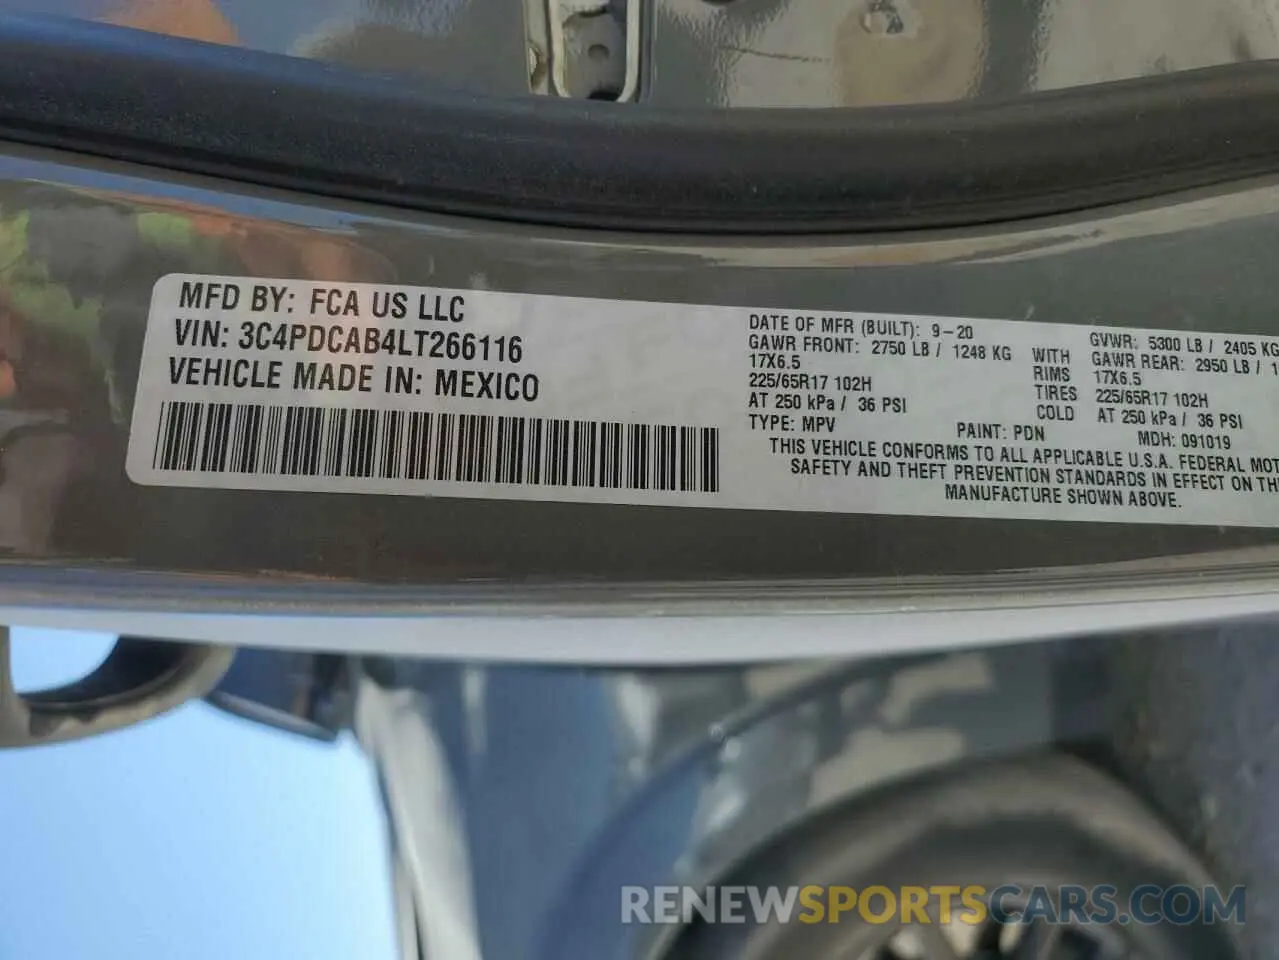 MFD BY: FCA US LLC
VIN: 3C4PDCAB4LT266116
VEHICLE MADE IN: MEXICO
DATE OF MFR (BUILT): 9-20
GAWR FRONT: 2750 LB / 1248 KG
17X6.5
225/65R17 102H
AT 250 kPa / 36 PSI
TYPE: MPV
WITH
RIMS
TIRES
COLD
GVWR: 5300 LB / 2405 KG
GAWR REAR: 2950 LB /
17X6.5
225/65R17 102H
AT 250 kPa / 36 PSI
PAINT: PDN
MDH: 091019
THIS VEHICLE CONFORMS TO ALL APPLICABLE U.S.A. FEDERAL
SAFETY AND THEFT PREVENTION STANDARDS IN EFFECT ON
MANUFACTURE SHOWN ABOVE.
RENEWSPORTSCARS.COM